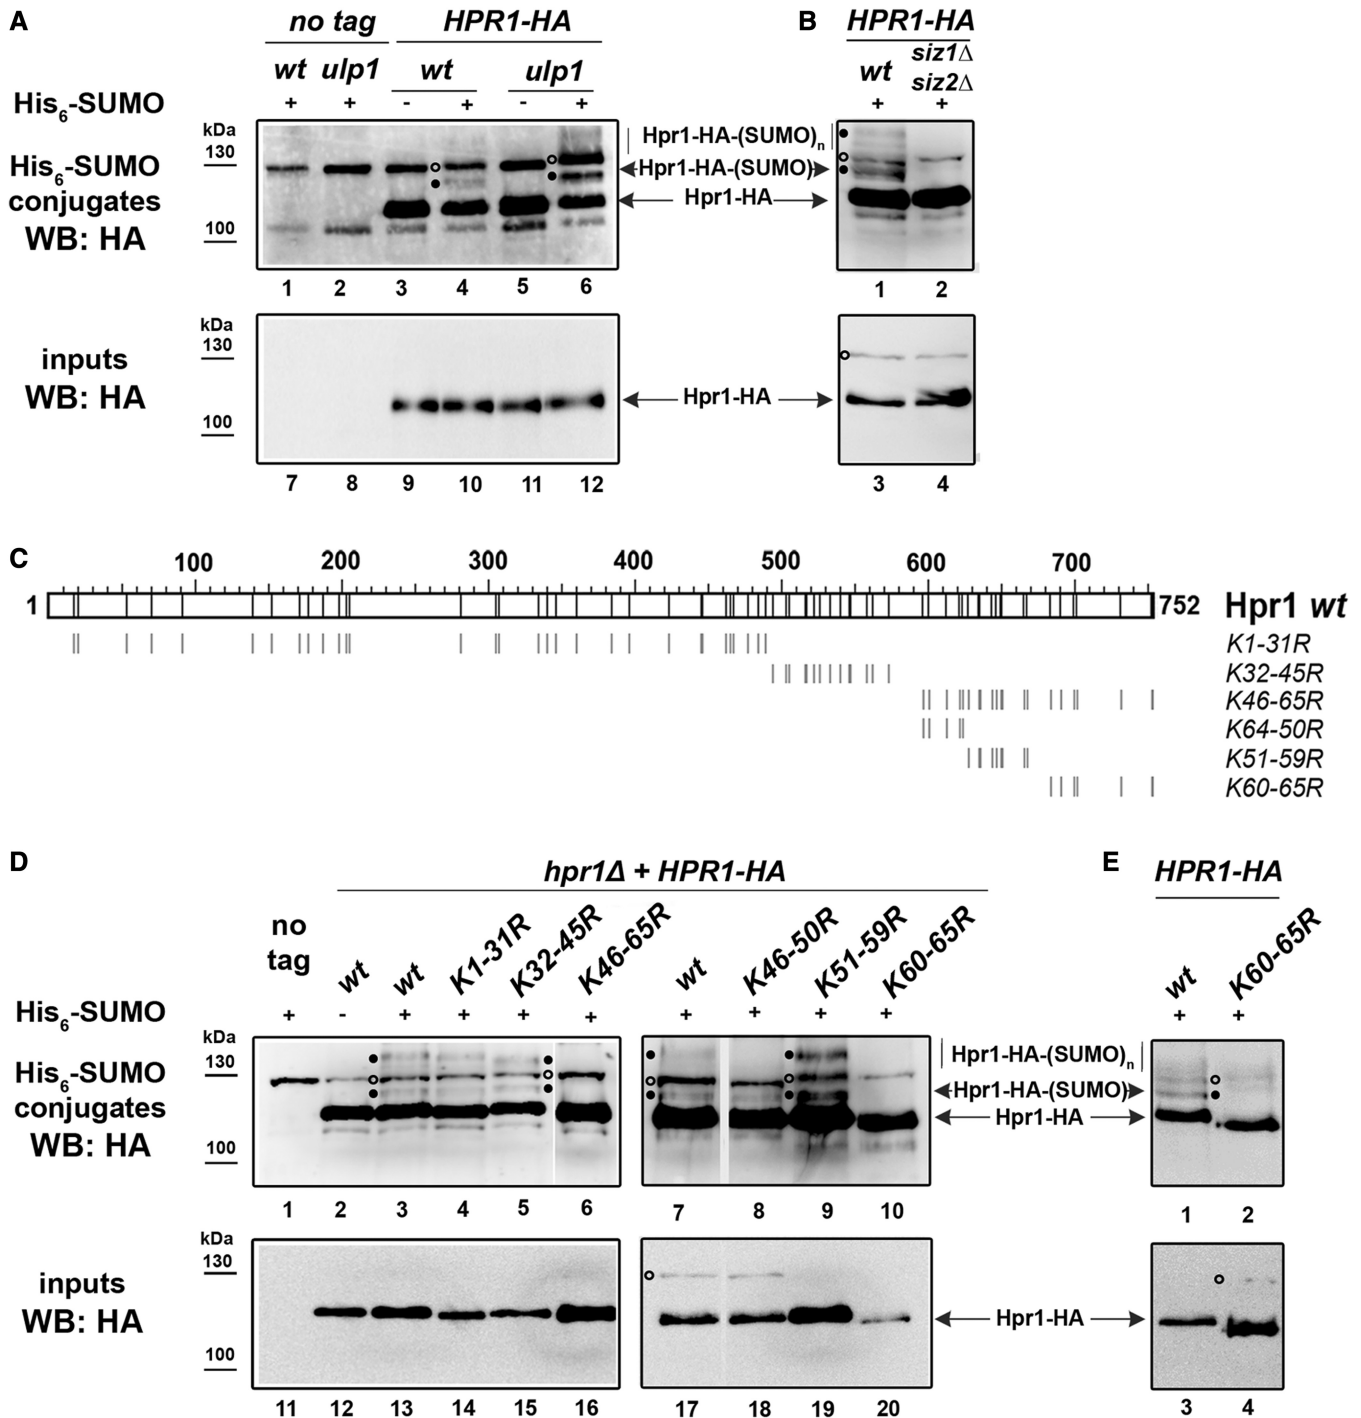 A
no tag
HPR1-HA
wt ulp1 wt ulp1
His6-SUMO + + - + - +
kDa
130
100
His6-SUMO
conjugates
WB: HA
1 2 3 4 5 6
B
HPR1-HA
wt siz1Δ
siz2Δ
+ +
Hpr1-HA-(SUMO)n
Hpr1-HA-(SUMO)
Hpr1-HA
1 2
inputs
WB: HA
kDa
130
100
Hpr1-HA
7 8 9 10 11 12
3 4
C
100 200 300 400 500 600 700
1 752 Hpr1 wt
K1-31R
K32-45R
K46-65R
K64-50R
K51-59R
K60-65R
D
hpr1Δ + HPR1-HA
no
tag
wt wt K1-31R K32-45R K46-65R wt K46-50R K51-59R K60-65R
His6-SUMO + - + + + + + + + +
kDa
130
100
His6-SUMO
conjugates
WB: HA
1 2 3 4 5 6 7 8 9 10
E
HPR1-HA
wt K60-65R
+ +
Hpr1-HA-(SUMO)n
Hpr1-HA-(SUMO)
Hpr1-HA
1 2
inputs
WB: HA
kDa
130
100
Hpr1-HA
11 12 13 14 15 16 17 18 19 20
3 4